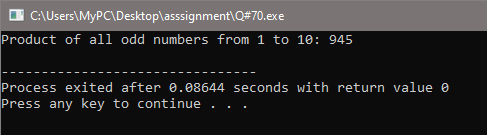 C:\Users\MyPC\Desktop\asssignment\Q#70.exe
Product of all odd numbers from 1 to 10: 945
--------------------------------
Process exited after 0.08644 seconds with return value 0
Press any key to continue . . .